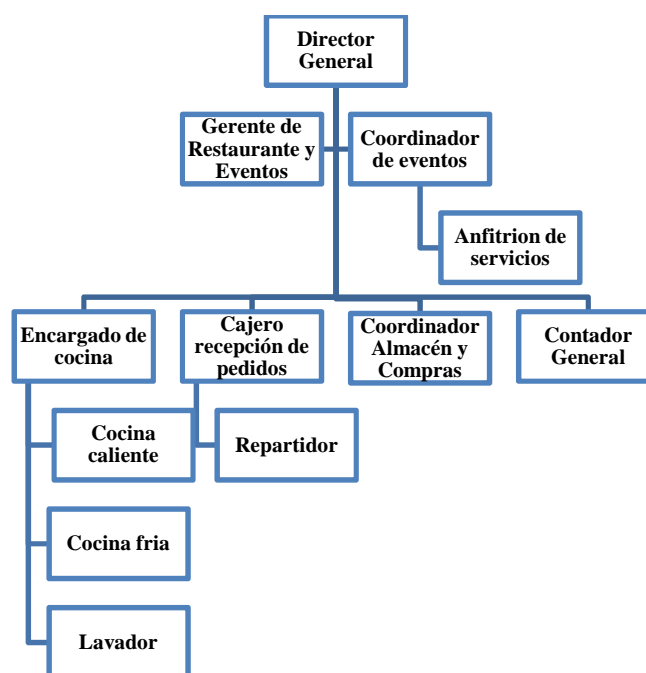 Director
General
Gerente de
Restaurante y
Eventos
Coordinador
de eventos
Anfitrion de
servicios
Encargado de
cocina
Cajero
recepción de
pedidos
Coordinador
Almacén y
Compras
Contador
General
Cocina
caliente
Repartidor
Cocina fria
Lavador